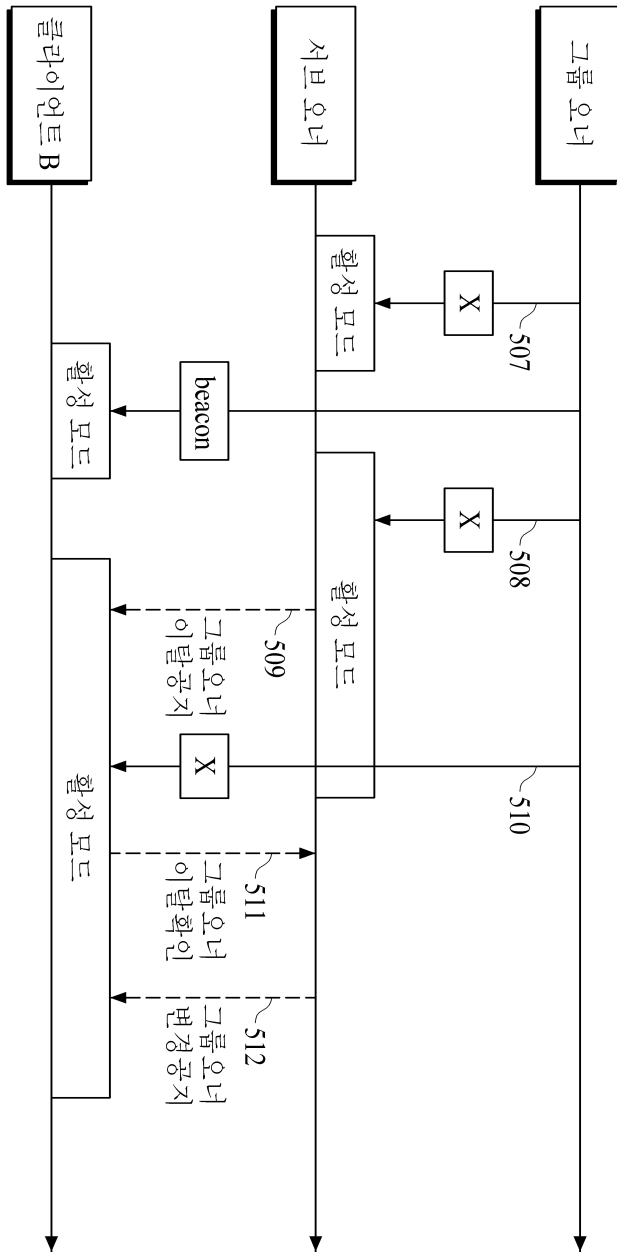 그룹 오너
서브 오너
클라이언트 B
X
507
활성 모드
beacon
활성 모드
X
508
활성 모드
509
그룹오너
이탈공지
활성 모드
X
510
511
그룹오너
이탈확인
512
그룹오너
변경공지